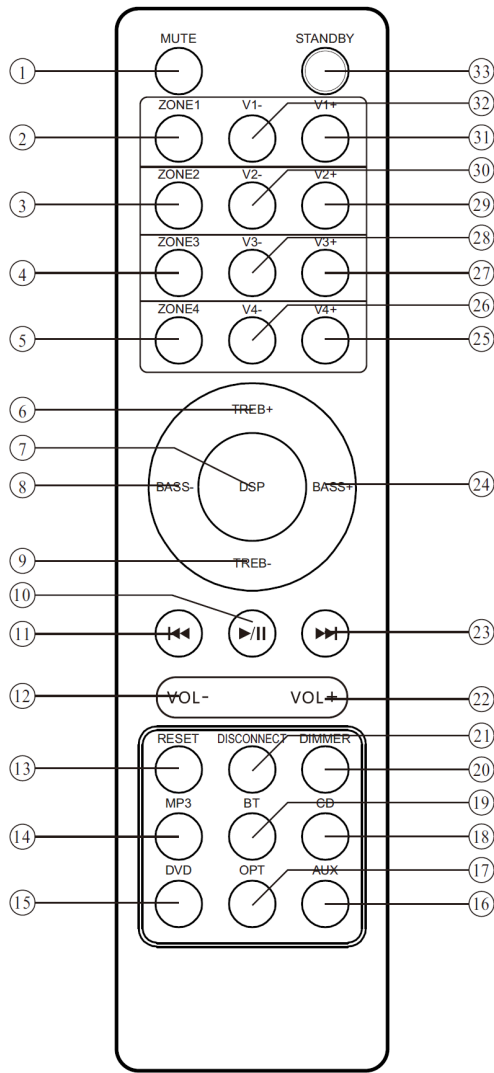 MUTE STANDBY
1 33
32
ZONE1 V1- V1+
2 31
30
ZONE2 V2- V2+
3 29
28
ZONE3 V3- V3+
4 27
26
ZONE4 V4- V4+
5 25
6 TREB+
7
8 BASS- DSP BASS+ 24
9 TREB-
10
11 23
12 VOL- VOL+ 22
21
RESET DISCONNECT DIMMER
13 20
MP3 BT CD 19
14 18
DVD OPT AUX 17
15 16